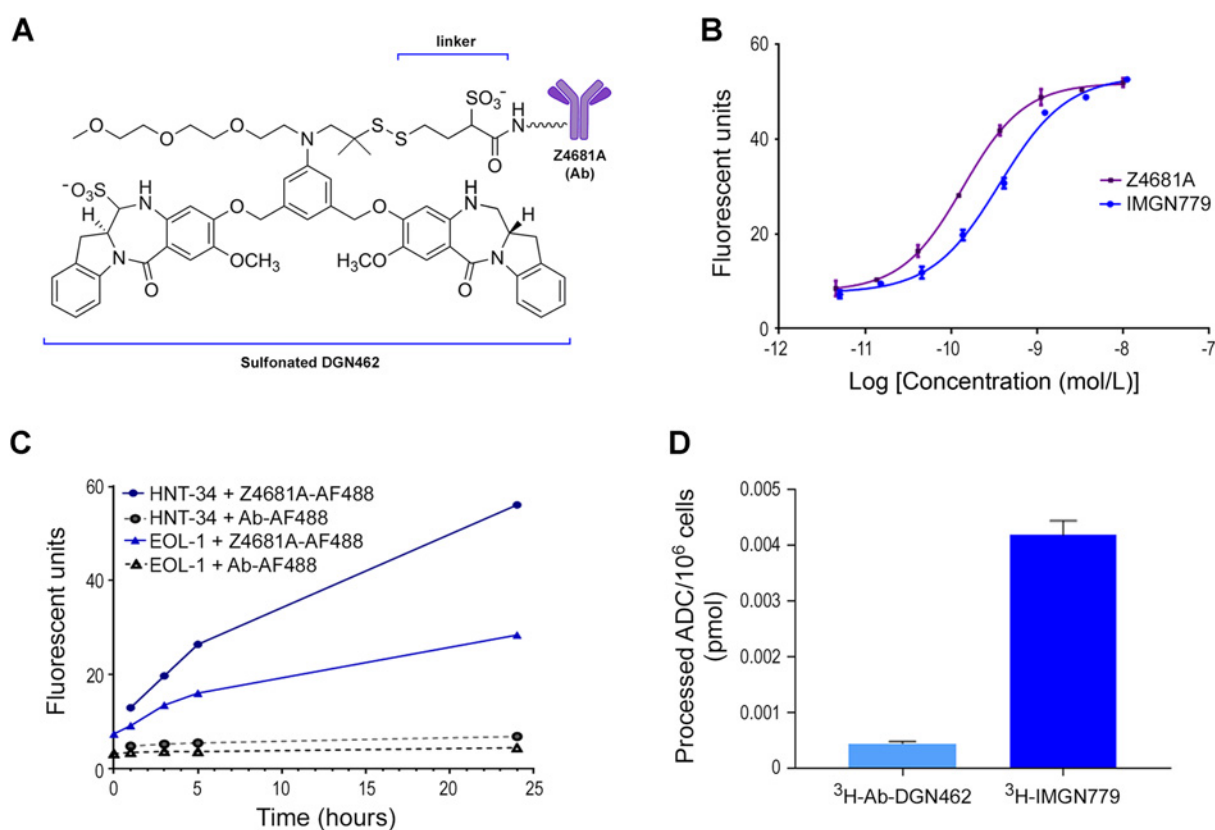 A
linker
SO₃⁻
H
N
O
O
O
N
S
S
O
Z4681A
(Ab)
⁻O₃S
H
H
N
O
O
H
N
H
N
OCH₃
H₃CO
N
O
O
Sulfonated DGN462
B
Fluorescent units
60
40
20
0
Z4681A
IMGN779
-12 -11 -10 -9 -8 -7
Log [Concentration (mol/L)]
C
Fluorescent units
60
40
20
0
HNT-34 + Z4681A-AF488
HNT-34 + Ab-AF488
EOL-1 + Z4681A-AF488
EOL-1 + Ab-AF488
0 5 10 15 20 25
Time (hours)
D
Processed ADC/10⁶ cells
(pmol)
0.005
0.004
0.003
0.002
0.001
0
³H-Ab-DGN462 ³H-IMGN779